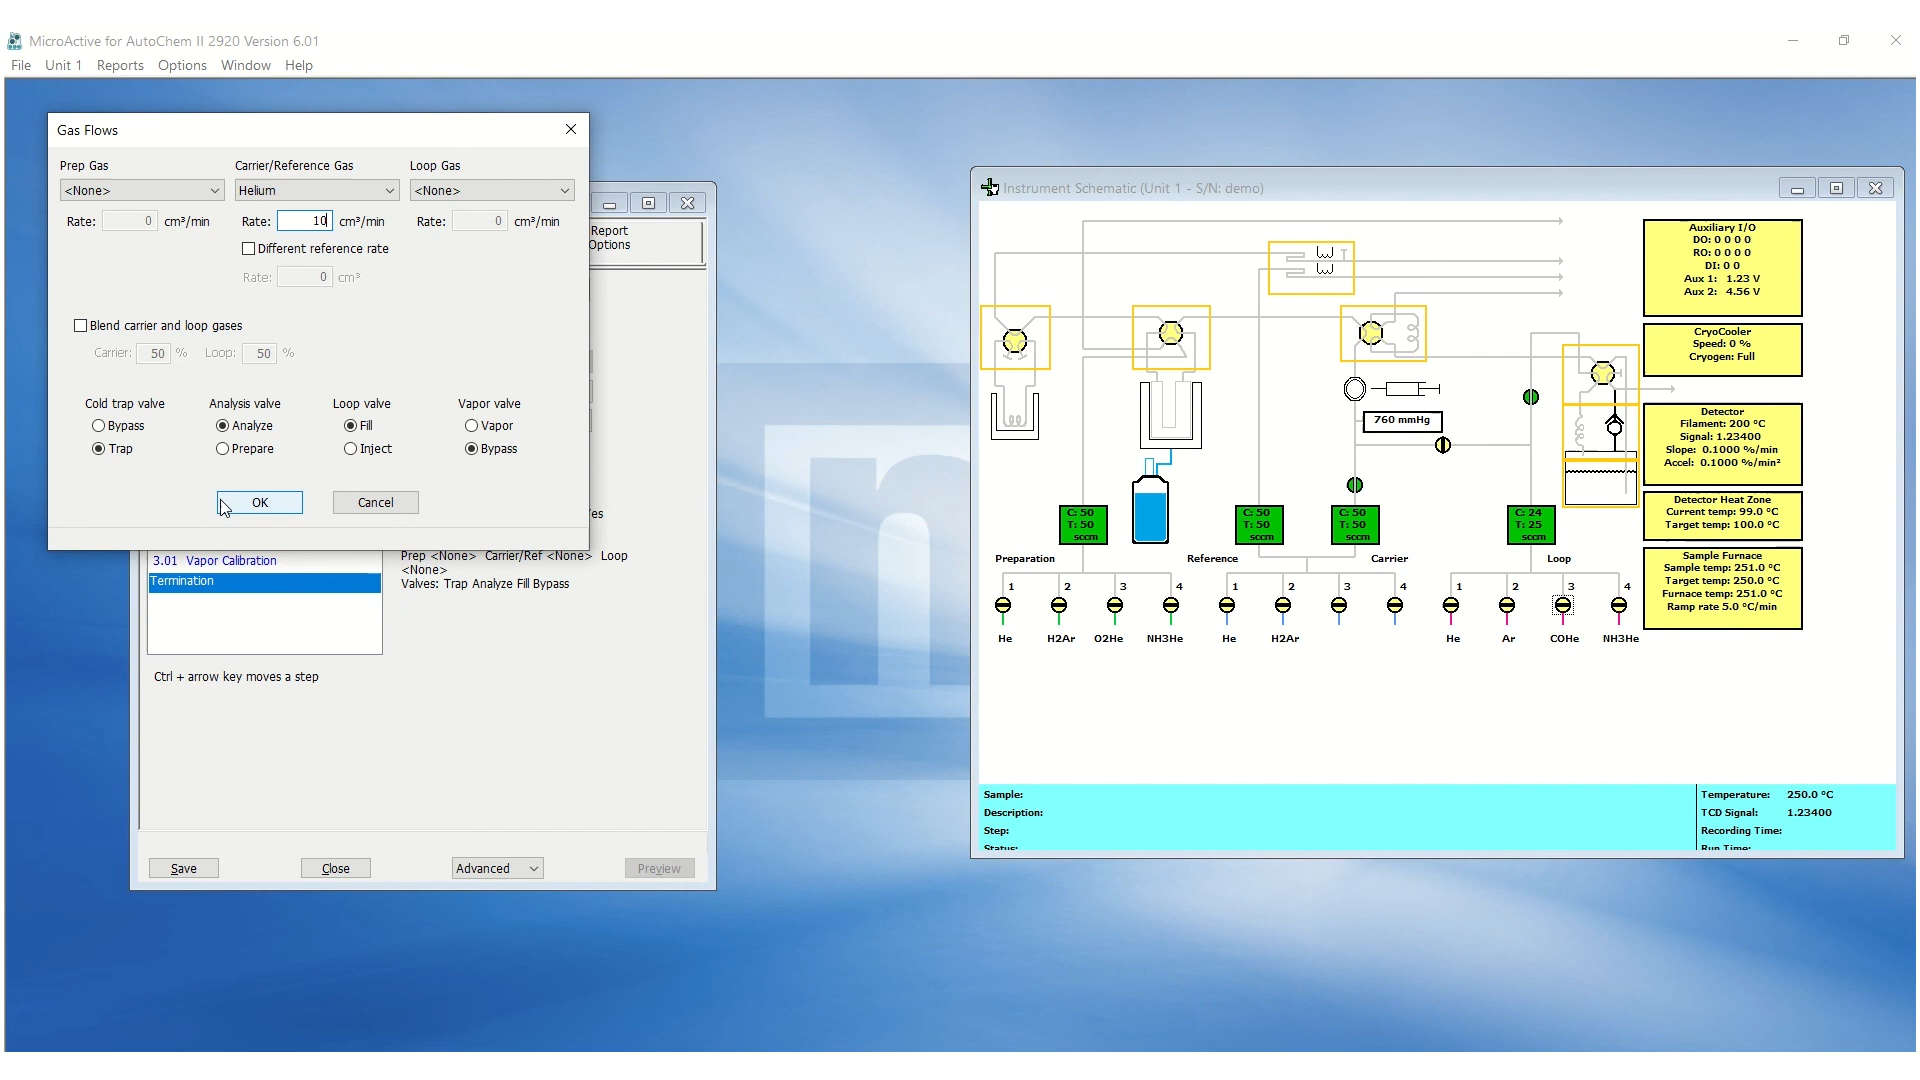 MicroActive for AutoChem II 2920 Version 6.01
File Unit 1 Reports Options Window Help
Gas Flows
Prep Gas Carrier/Reference Gas Loop Gas
<None> Helium <None>
Rate: 0 cm³/min Rate: 10 cm³/min Rate: 0 cm³/min
Different reference rate
Rate: 0 cm³
Blend carrier and loop gases
Carrier: 50 % Loop: 50 %
Cold trap valve Analysis valve Loop valve Vapor valve
Bypass Analyze Fill Vapor
Trap Prepare Inject Bypass
OK Cancel
Report
Options
3.01 Vapor Calibration
Termination
Prep <None> Carrier/Ref <None> Loop
<None>
Valves: Trap Analyze Fill Bypass
Ctrl + arrow key moves a step
Save Close Advanced Preview
Instrument Schematic (Unit 1 - S/N: demo)
Auxiliary I/O
DO: 0 0 0 0
RO: 0 0 0 0
DI: 0 0
Aux 1: 1.23 V
Aux 2: 4.56 V
CryoCooler
Speed: 0 %
Cryogen: Full
Detector
Filament: 200 °C
Signal: 1.23400
Slope: 0.1000 %/min
Accel: 0.1000 %/min²
Detector Heat Zone
Current temp: 99.0 °C
Target temp: 100.0 °C
Sample Furnace
Sample temp: 251.0 °C
Target temp: 250.0 °C
Furnace temp: 251.0 °C
Ramp rate 5.0 °C/min
760 mmHg
C: 50
T: 50
sccm
C: 50
T: 50
sccm
C: 50
T: 50
sccm
C: 24
T: 25
sccm
Preparation Reference Carrier Loop
1 2 3 4 1 2 3 4 1 2 3 4
He H2Ar O2He NH3He He H2Ar He Ar COHe NH3He
Sample:
Description:
Step:
Status:
Temperature: 250.0 °C
TCD Signal: 1.23400
Recording Time:
Run Time: